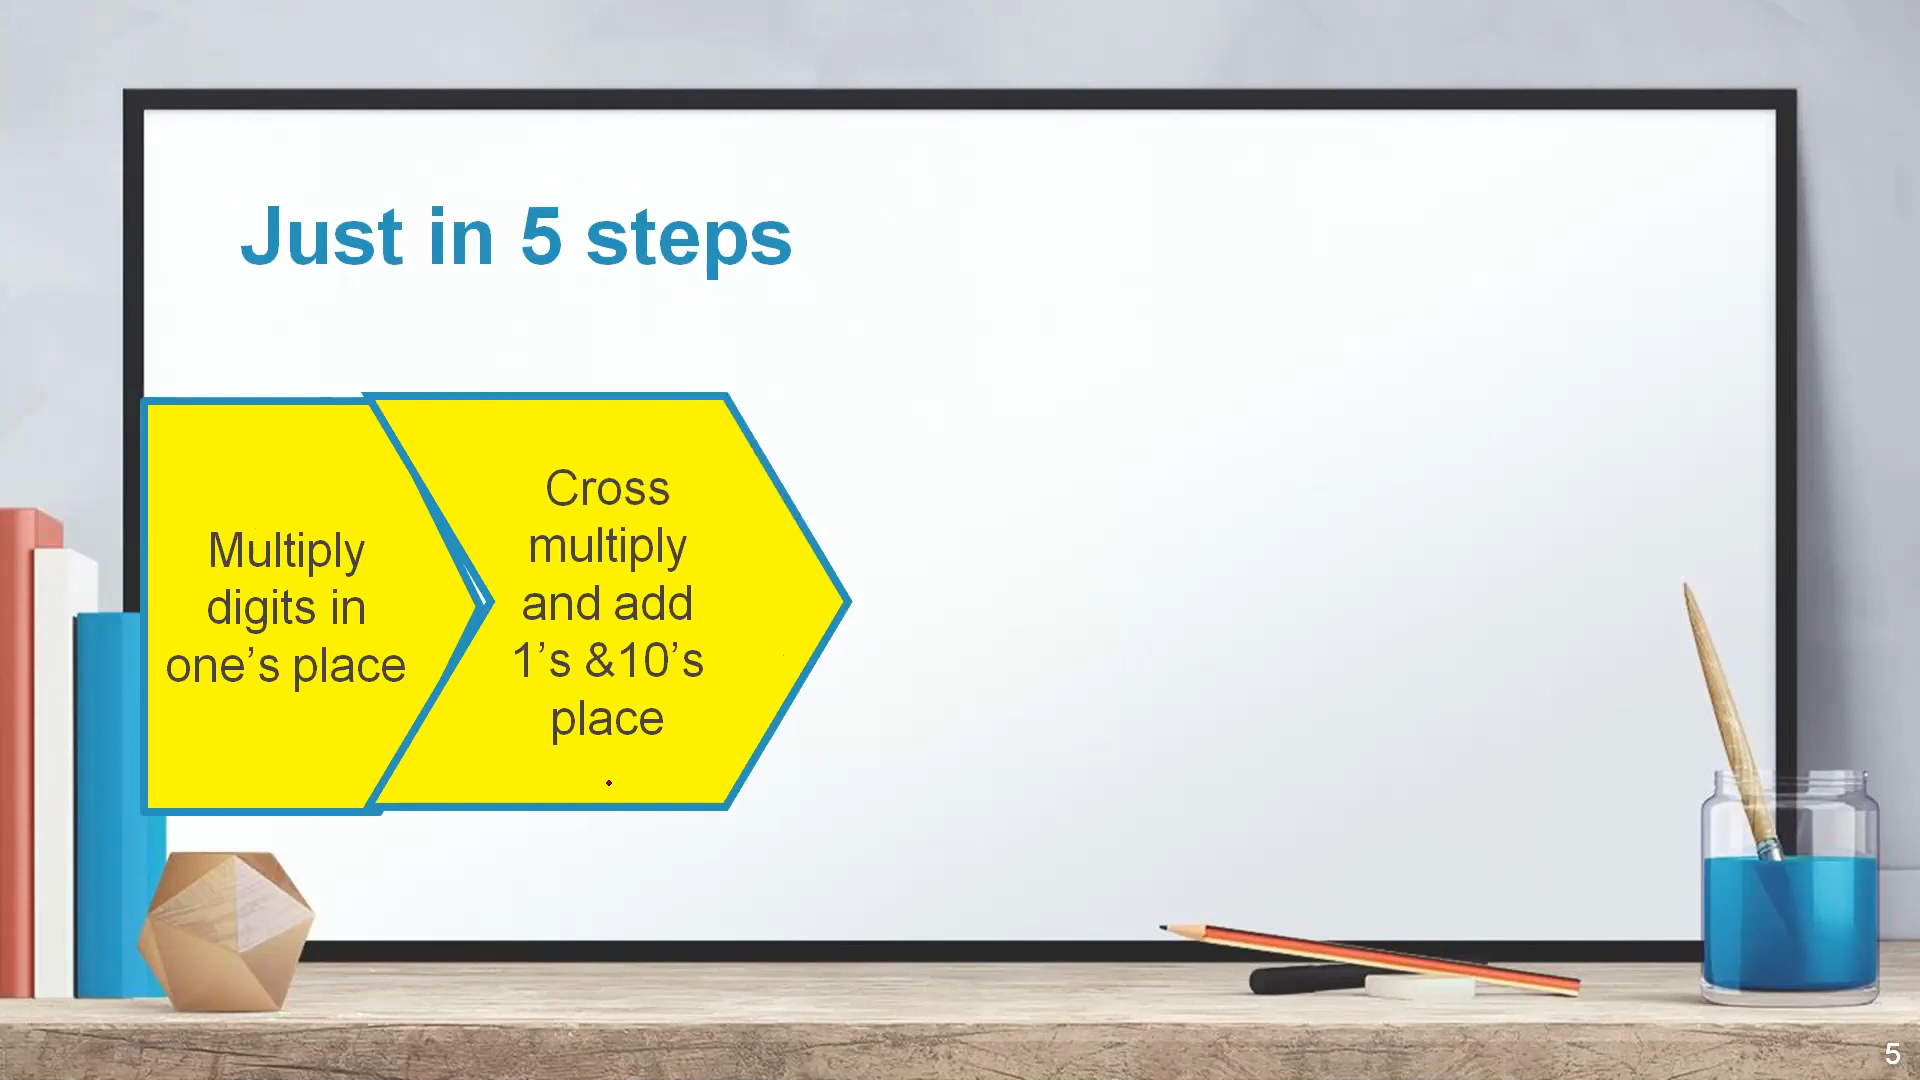 Just in 5 steps
Multiply
digits in
one’s place
Cross
multiply
and add
1’s &10’s
place
.
5